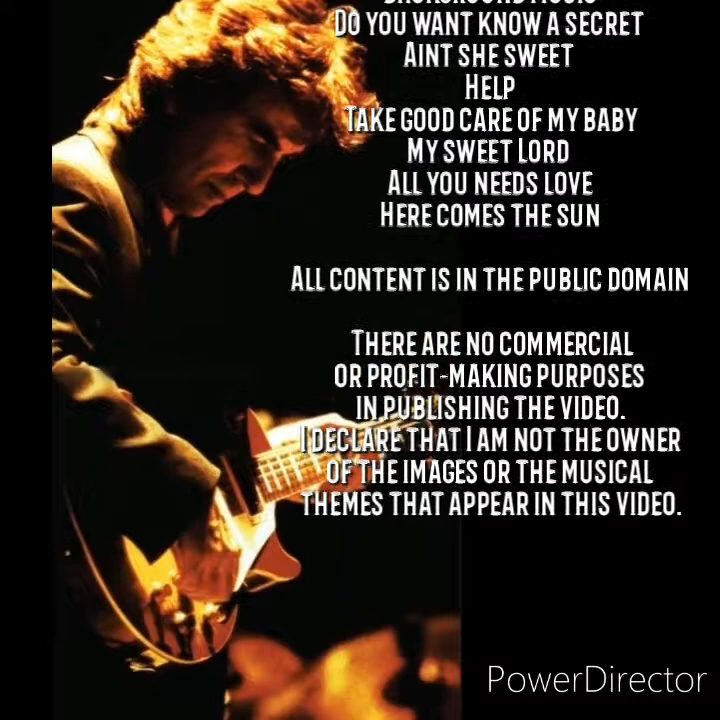 BACKGROUND MUSIC
DO YOU WANT KNOW A SECRET
AINT SHE SWEET
HELP
TAKE GOOD CARE OF MY BABY
MY SWEET LORD
ALL YOU NEEDS LOVE
HERE COMES THE SUN
ALL CONTENT IS IN THE PUBLIC DOMAIN
THERE ARE NO COMMERCIAL
OR PROFIT-MAKING PURPOSES
IN PUBLISHING THE VIDEO.
I DECLARE THAT I AM NOT THE OWNER
OF THE IMAGES OR THE MUSICAL
THEMES THAT APPEAR IN THIS VIDEO.
PowerDirector